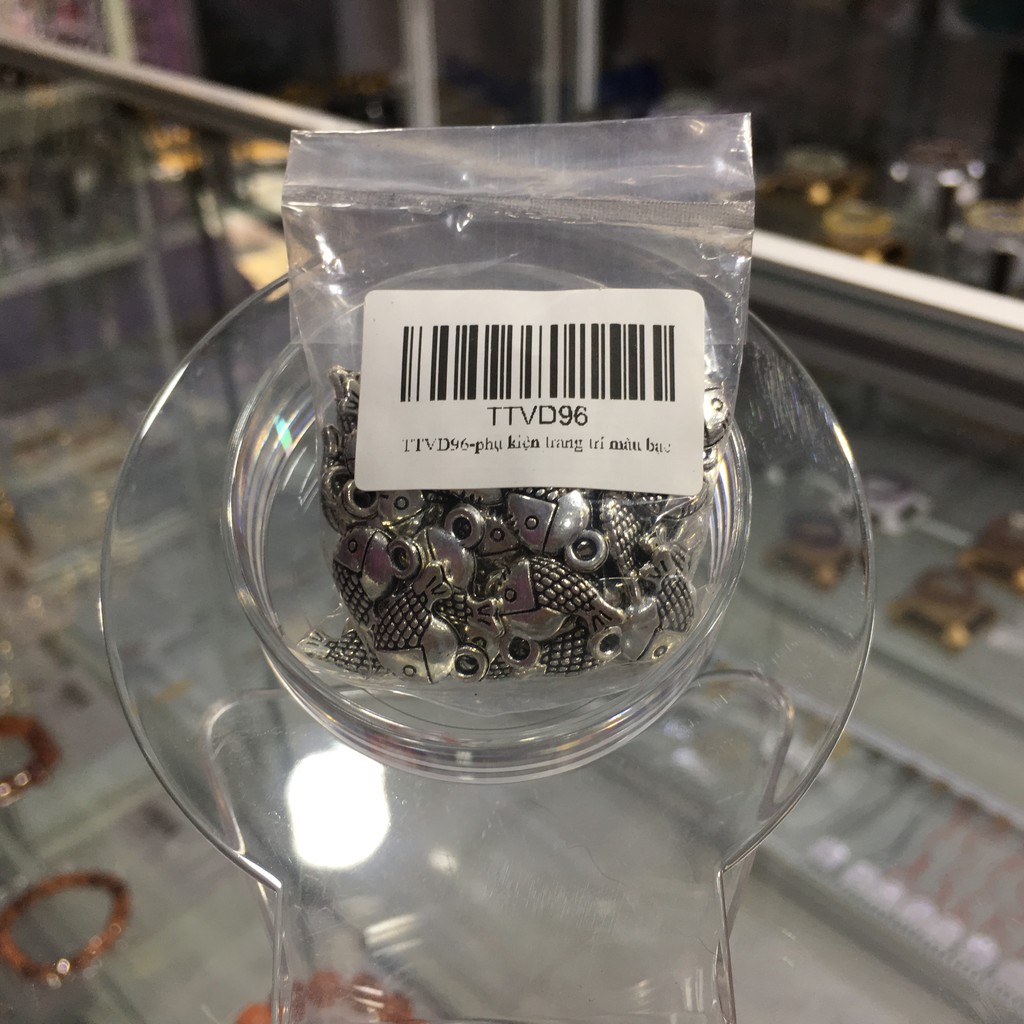 TTVD96
TTVD96-phụ kiện trang trí màu bạc